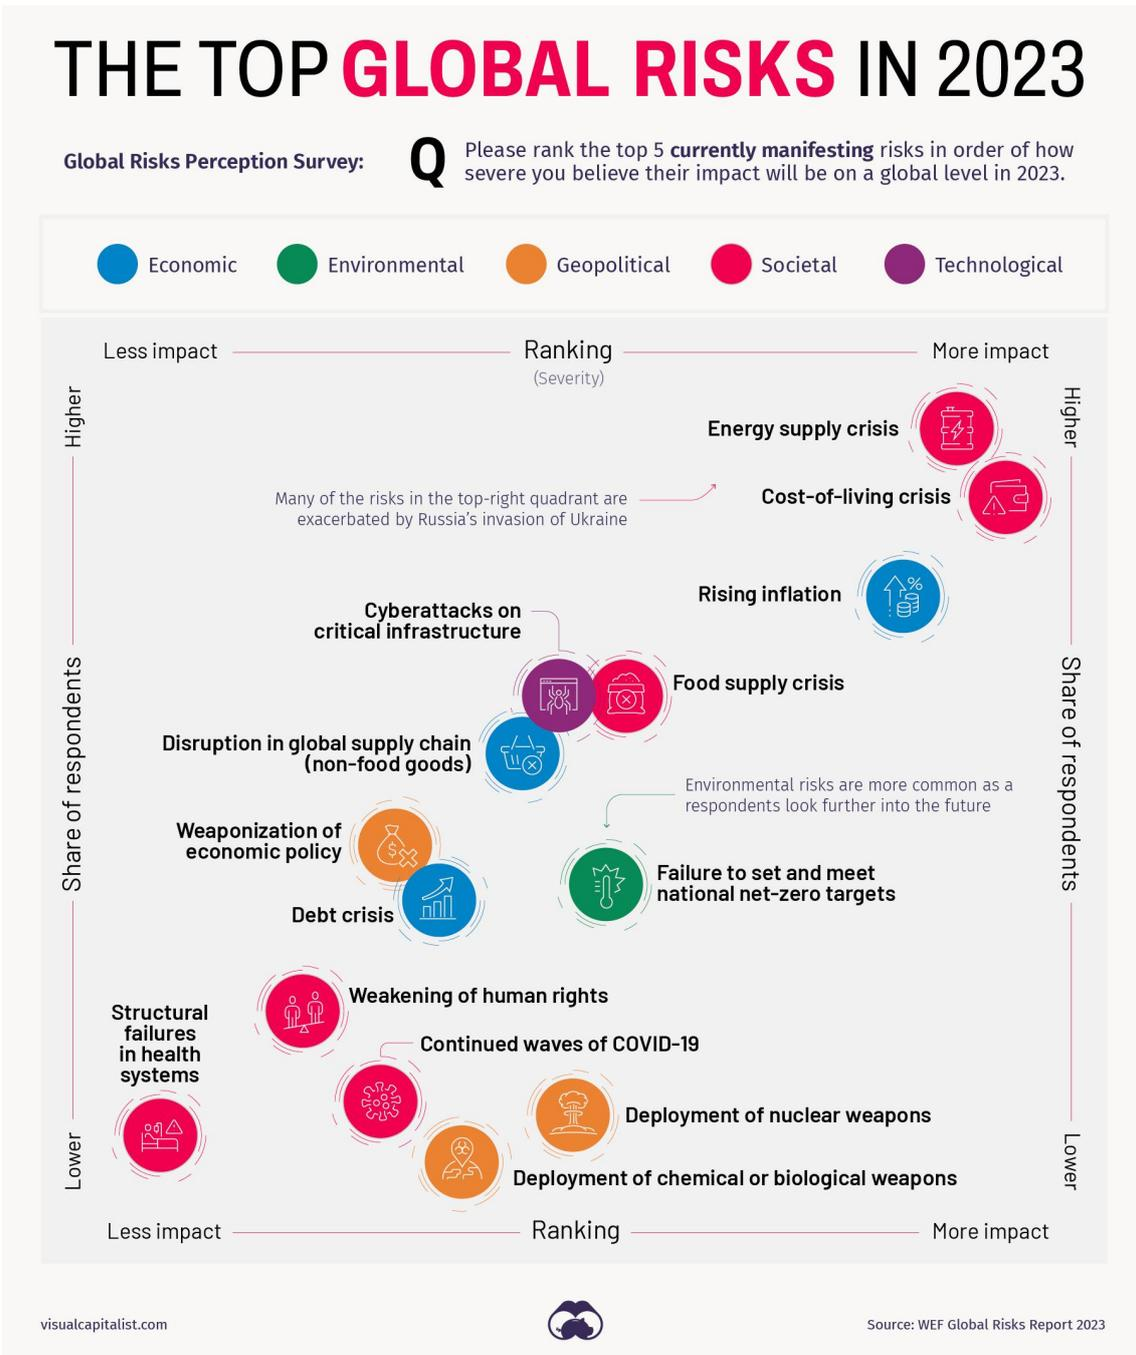 THE TOP GLOBAL RISKS IN 2023
Global Risks Perception Survey:
Q
Please rank the top 5 currently manifesting risks in order of how
severe you believe their impact will be on a global level in 2023.
Economic
Environmental
Geopolitical
Societal
Technological
Less impact
Ranking
More impact
(Severity)
Higher
Higher
Energy supply crisis
Many of the risks in the top-right quadrant are
exacerbated by Russia's invasion of Ukraine
Cost-of-living crisis
%
Rising inflation
Cyberattacks on
critical infrastructure
Food supply crisis
Share of respondents
Share of respondents
Disruption in global supply chain
(non-food goods)
Environmental risks are more common as a
respondents look further into the future
Weaponization of
economic policy
$
Failure to set and meet
national net-zero targets
Debt crisis
Weakening of human rights
Structural
failures
in health
systems
Continued waves of COVID-19
Deployment of nuclear weapons
Lower
Lower
Deployment of chemical or biological weapons
Less impact
Ranking
More impact
visualcapitalist.com
Source: WEF Global Risks Report 2023